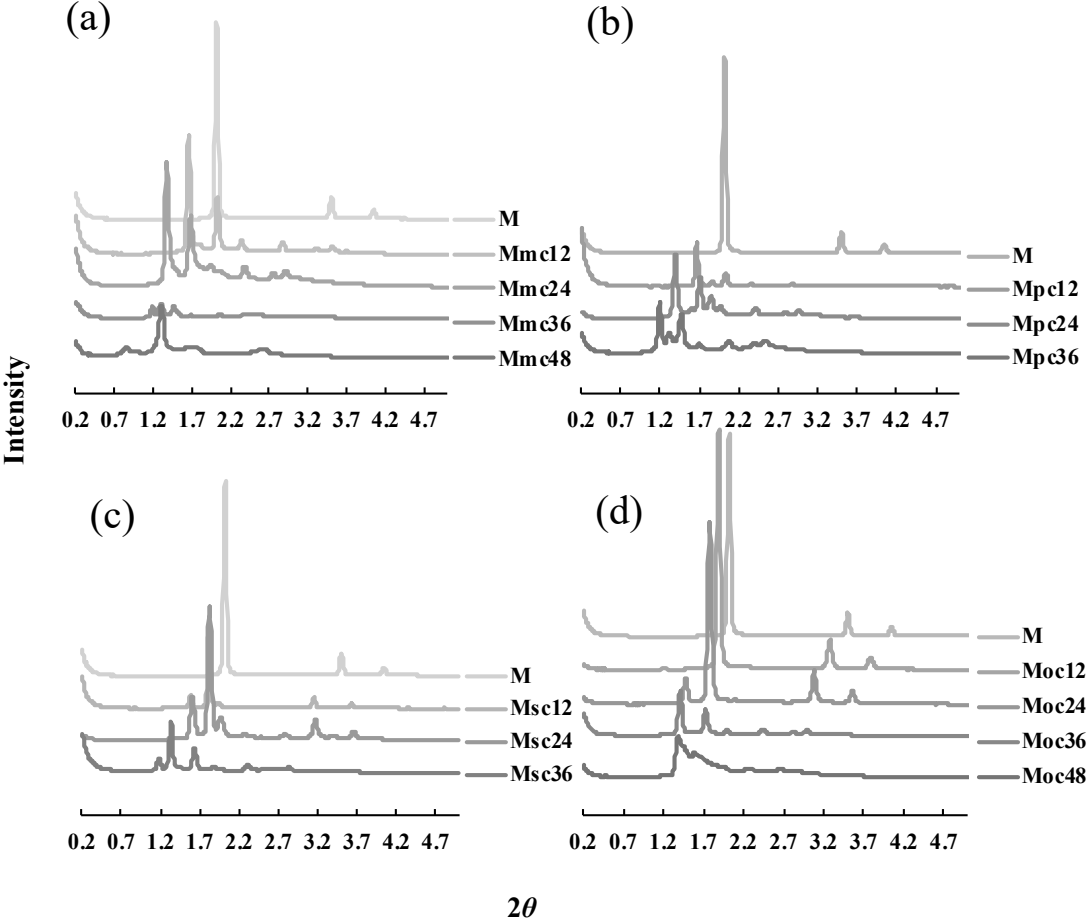 (a)
M
Mmc12
Mmc24
Mmc36
Mmc48
0.2 0.7 1.2 1.7 2.2 2.7 3.2 3.7 4.2 4.7
(b)
M
Mpc12
Mpc24
Mpc36
0.2 0.7 1.2 1.7 2.2 2.7 3.2 3.7 4.2 4.7
Intensity
(c)
M
Msc12
Msc24
Msc36
0.2 0.7 1.2 1.7 2.2 2.7 3.2 3.7 4.2 4.7
(d)
M
Moc12
Moc24
Moc36
Moc48
0.2 0.7 1.2 1.7 2.2 2.7 3.2 3.7 4.2 4.7
2θ